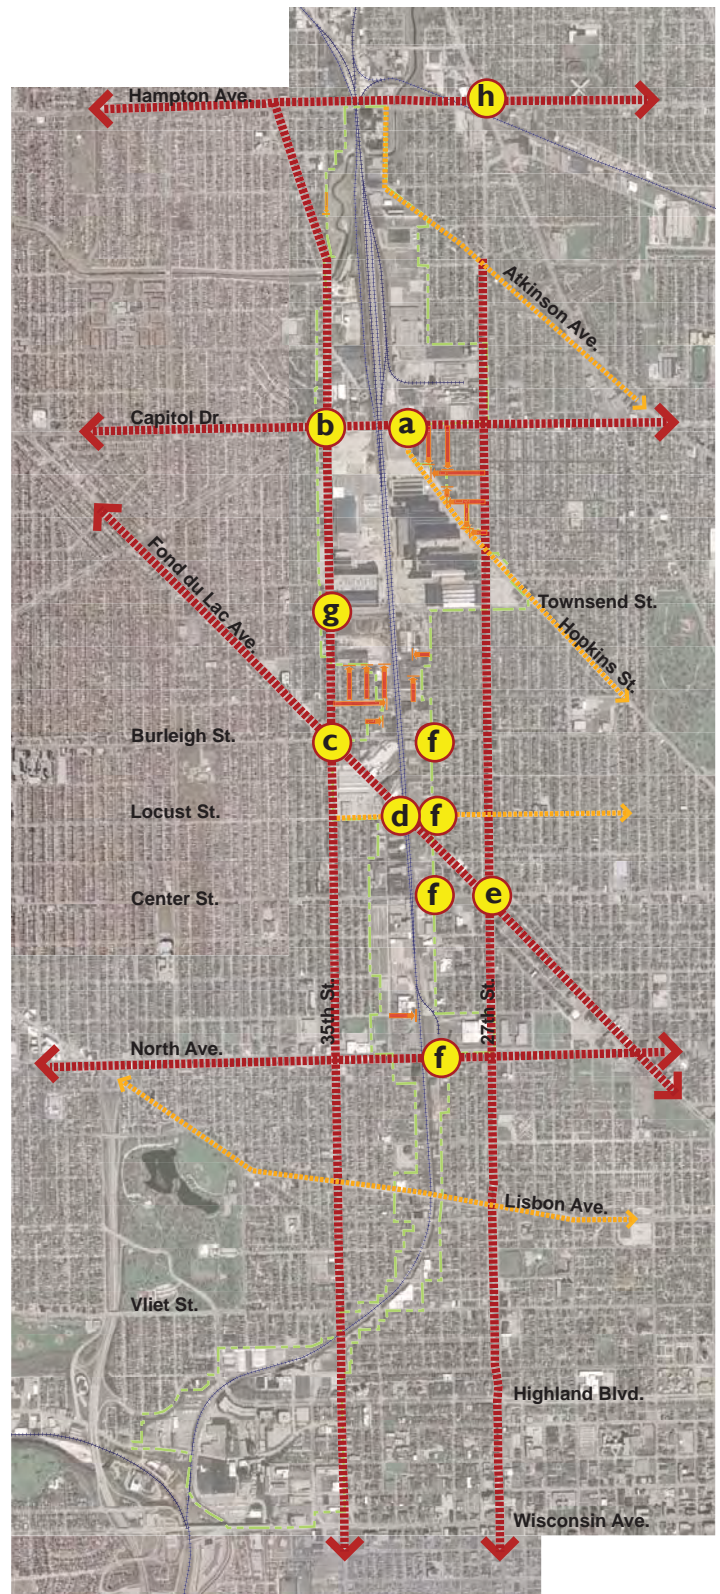 Hampton Ave.
h
Atkinson Ave.
Capitol Dr.
b
a
Fond du Lac Ave.
g
Townsend St.
Hopkins St.
Burleigh St.
c
f
Locust St.
d
f
Center St.
f
e
35th St.
27th St.
North Ave.
f
Lisbon Ave.
Vliet St.
Highland Blvd.
Wisconsin Ave.